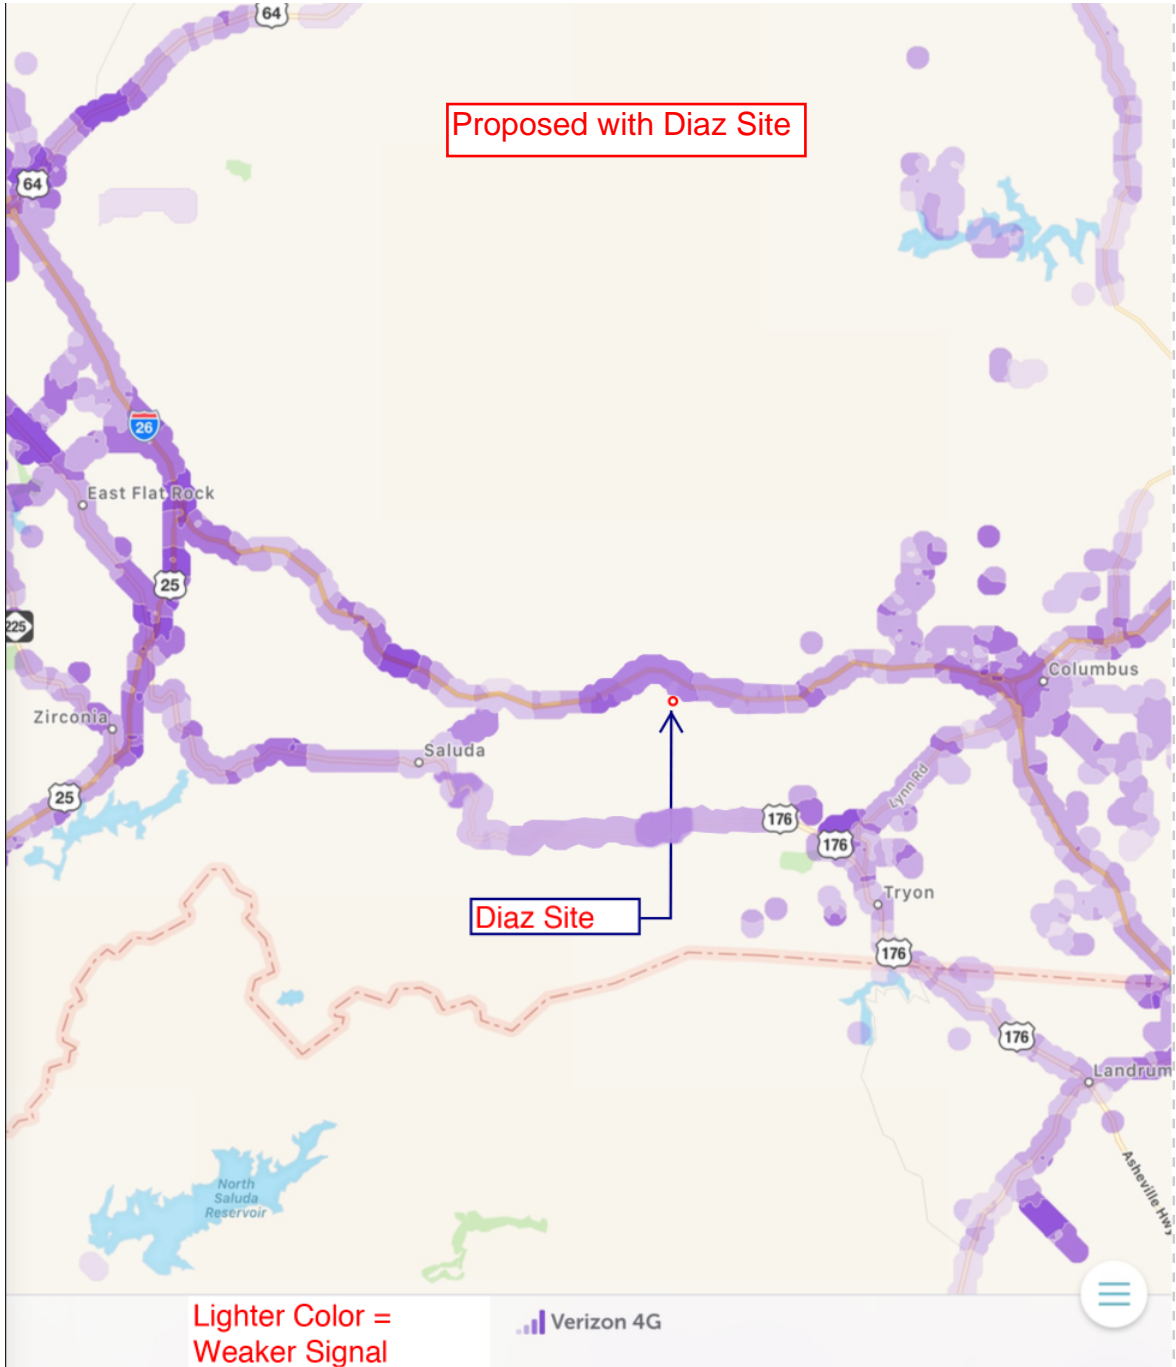 64
Proposed with Diaz Site
64
26
East Flat Rock
25
225
Columbus
Zirconia
Saluda
25
Lynn Rd
176
176
Tryon
Diaz Site
176
176
Landrum
Asheville Hwy
North
Saluda
Reservoir
Lighter Color =
Weaker Signal
Verizon 4G